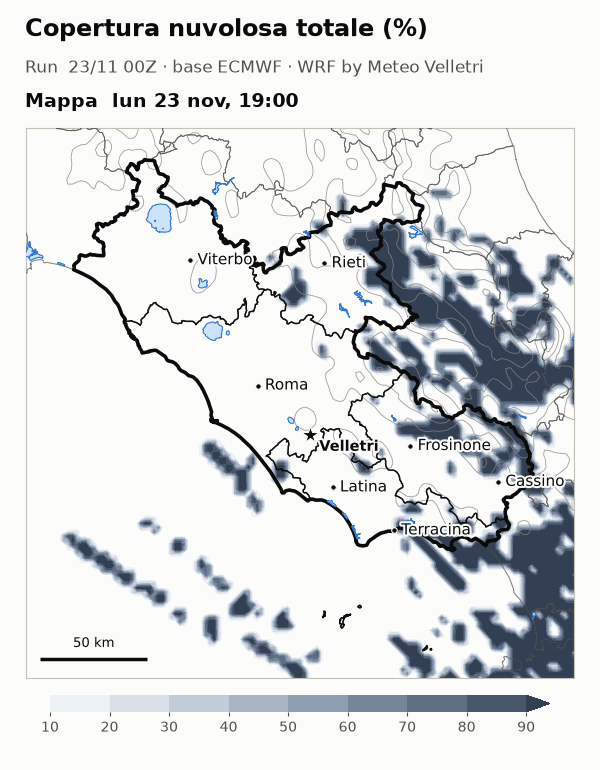 Copertura nuvolosa totale (%)
Run  23/11 00Z · base ECMWF · WRF by Meteo Velletri
Mappa  lun 23 nov, 19:00
Viterbo
Rieti
Roma
Velletri
Frosinone
Cassino
Latina
Terracina
50 km
10 20 30 40 50 60 70 80 90